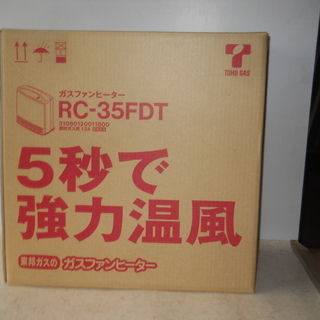 TOHO GAS
ガスファンヒーター
RC-35FDT
5秒で
強力温風
東邦ガスの ガスファンヒーター